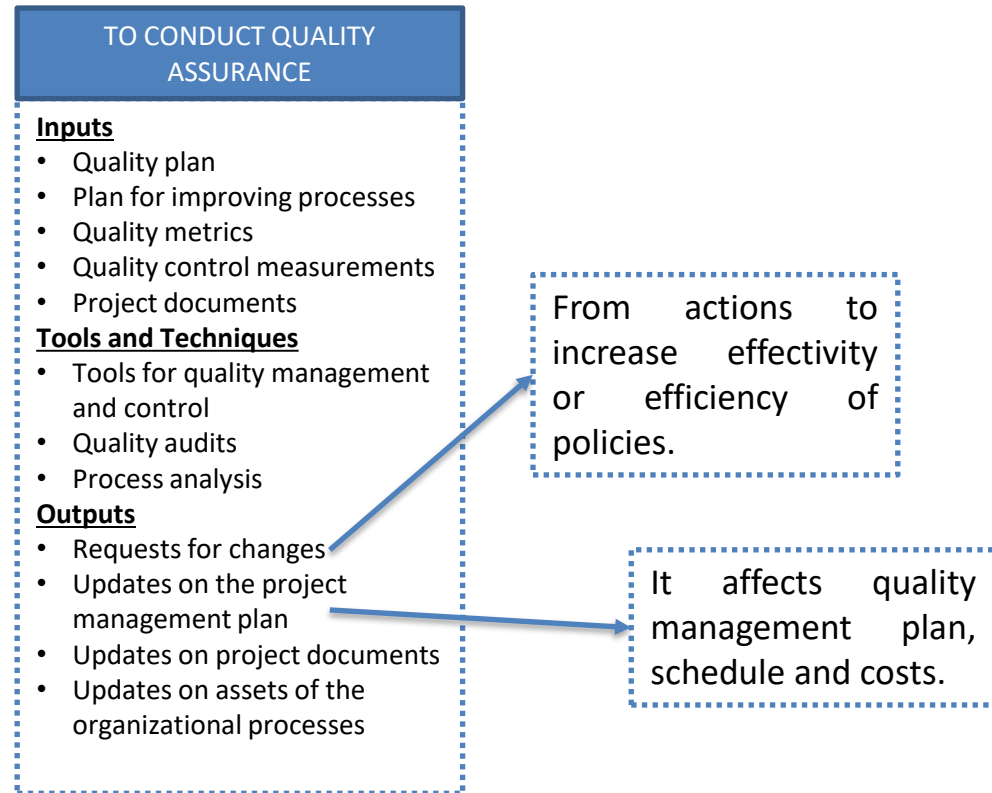 TO CONDUCT QUALITY
ASSURANCE
Inputs
• Quality plan
• Plan for improving processes
• Quality metrics
• Quality control measurements
• Project documents
Tools and Techniques
• Tools for quality management
and control
• Quality audits
• Process analysis
Outputs
• Requests for changes
• Updates on the project
management plan
• Updates on project documents
• Updates on assets of the
organizational processes
From actions to
increase effectivity
or efficiency of
policies.
It affects quality
management plan,
schedule and costs.